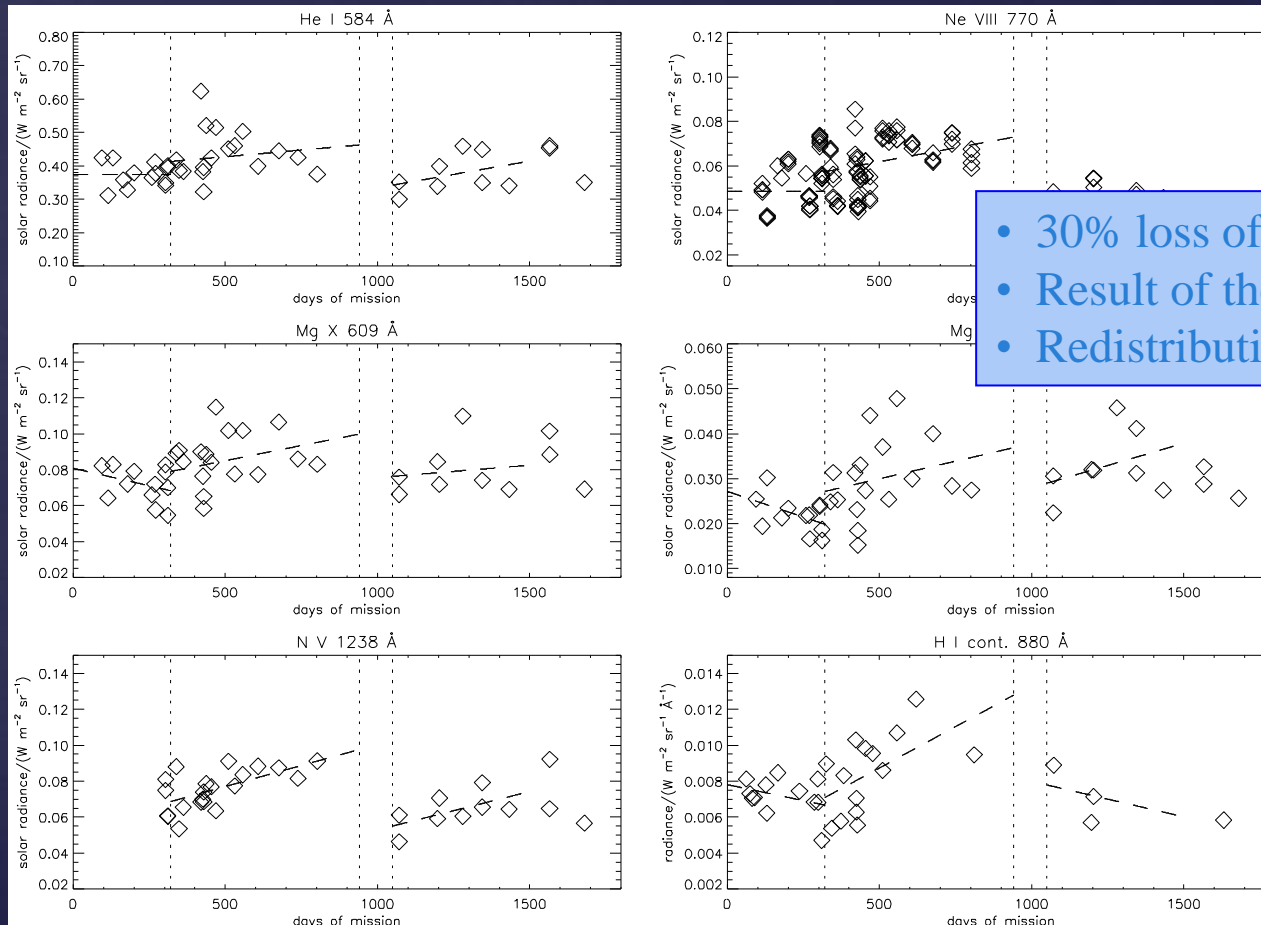 He I 584 Å
solar radiance/(W m⁻² sr⁻¹)
0.80
0.70
0.60
0.50
0.40
0.30
0.20
0.10
0 500 1000 1500
days of mission
Ne VIII 770 Å
solar radiance/(W m⁻² sr⁻¹)
0.12
0.10
0.08
0.06
0.04
0.02
0 500
days
• 30% loss of
• Result of
• Redistributi
Mg X 609 Å
solar radiance/(W m⁻² sr⁻¹)
0.14
0.12
0.10
0.08
0.06
0.04
0.02
0 500 1000 1500
days of mission
Mg
solar radiance/(W m⁻² sr⁻¹)
0.060
0.050
0.040
0.030
0.020
0.010
0 500 1000 1500
days of mission
N V 1238 Å
solar radiance/(W m⁻² sr⁻¹)
0.14
0.12
0.10
0.08
0.06
0.04
0.02
0 500 1000 1500
days of mission
H I cont. 880 Å
radiance/(W m⁻² sr⁻¹ Å⁻¹)
0.014
0.012
0.010
0.008
0.006
0.004
0.002
0 500 1000 1500
days of mission